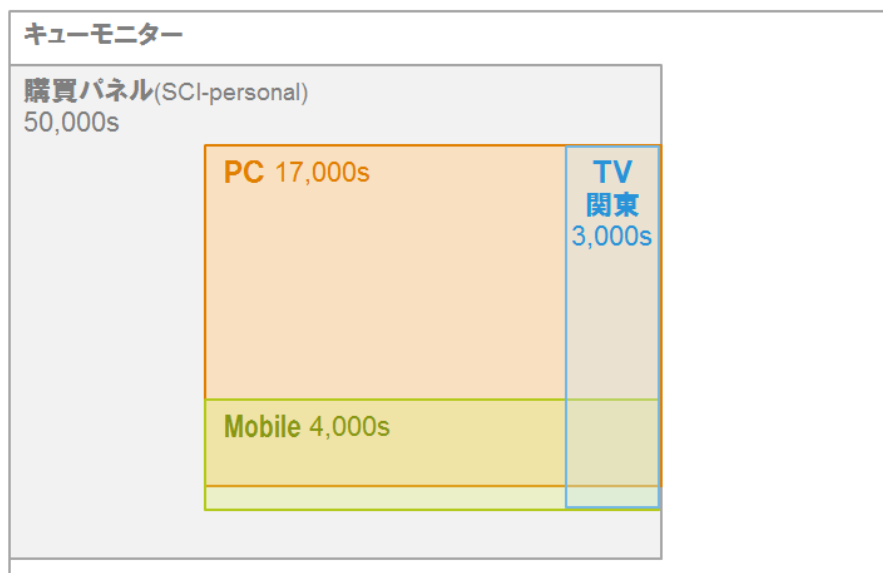 キューモニター
購買パネル(SCI-personal)
50,000s
PC 17,000s
TV
関東
3,000s
Mobile 4,000s